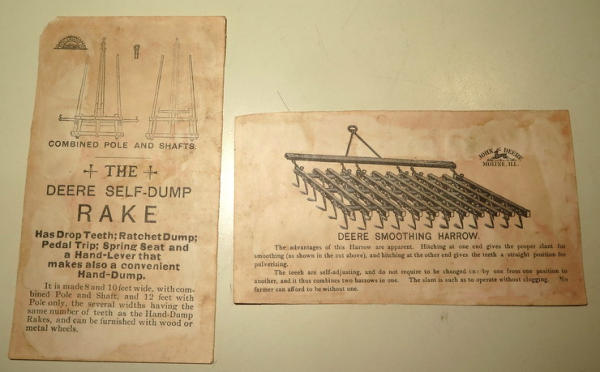 COMBINED POLE AND SHAFTS.
THE
DEERE SELF-DUMP
RAKE
Has Drop Teeth; Ratchet Dump;
Pedal Trip; Spring Seat and
a Hand-Lever that
makes also a convenient
Hand-Dump.
It is made 8 and 10 feet wide, with com-
bined Pole and Shaft, and 12 feet with
Pole only, the several widths having the
same number of teeth as the Hand-Dump
Rakes, and can be furnished with wood or
metal wheels.
JOHN DEERE
MOLINE, ILL.
DEERE SMOOTHING HARROW.
The advantages of this Harrow are apparent. Hitching at one end gives the proper slant for
smoothing (as shown in the cut above), and hitching at the other end gives the teeth a straight position for
pulverizing.
The teeth are self-adjusting, and do not require to be changed one by one from one position to
another, and it thus combines two harrows in one. The slant is such as to operate without clogging. No
farmer can afford to be without one.